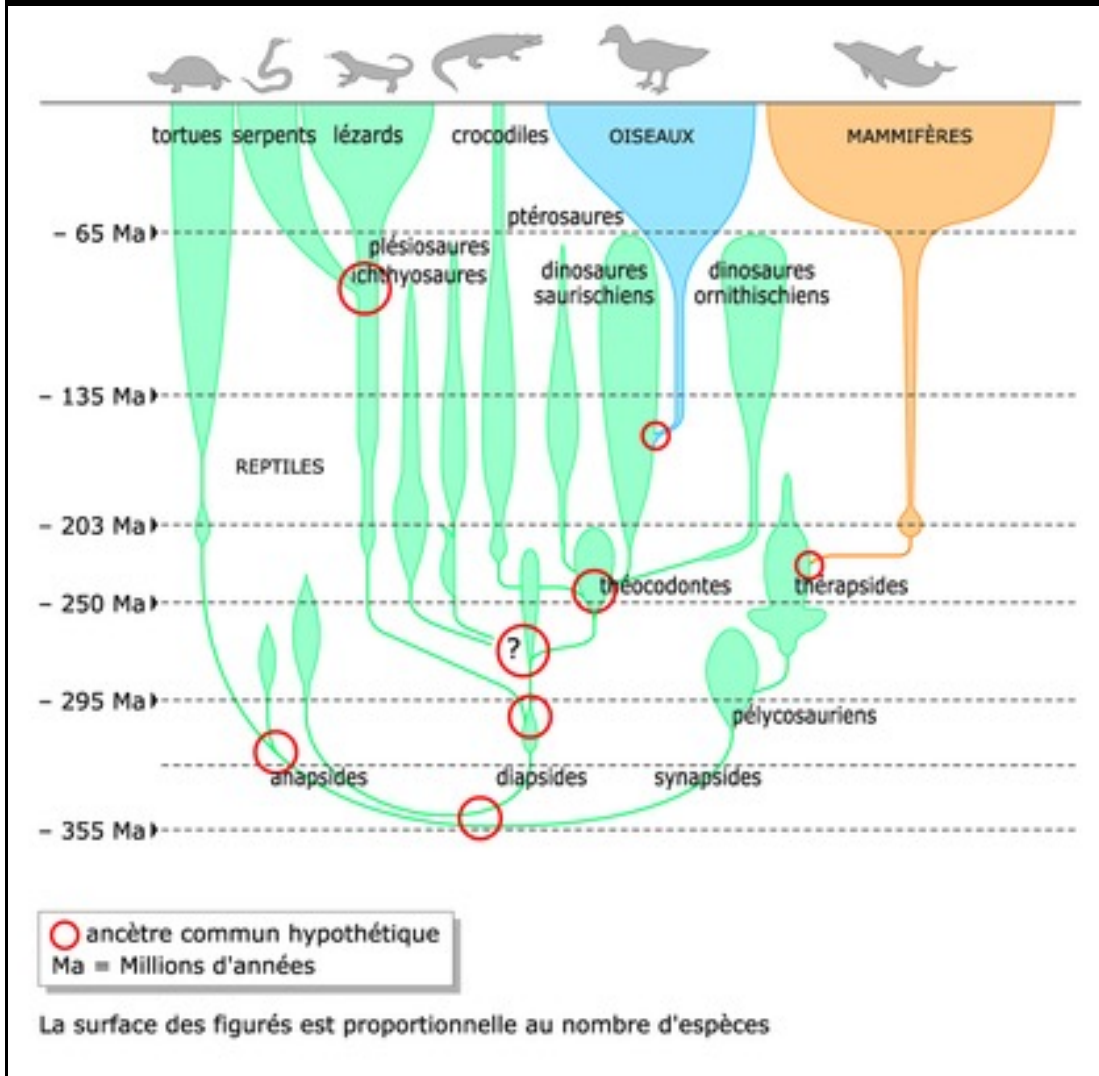 tortues serpents lézards crocodiles OISEAUX MAMMIFÈRES
ptérosaures
– 65 Ma
plésiosaures
ichthyosaures
dinosaures
saurischiens
dinosaures
ornithischiens
– 135 Ma
REPTILES
– 203 Ma
théocodontes
thérapsides
– 250 Ma
?
– 295 Ma
pélycosauriens
anapsides diapsides synapsides
– 355 Ma
ancètre commun hypothétique
Ma = Millions d'années
La surface des figurés est proportionnelle au nombre d'espèces